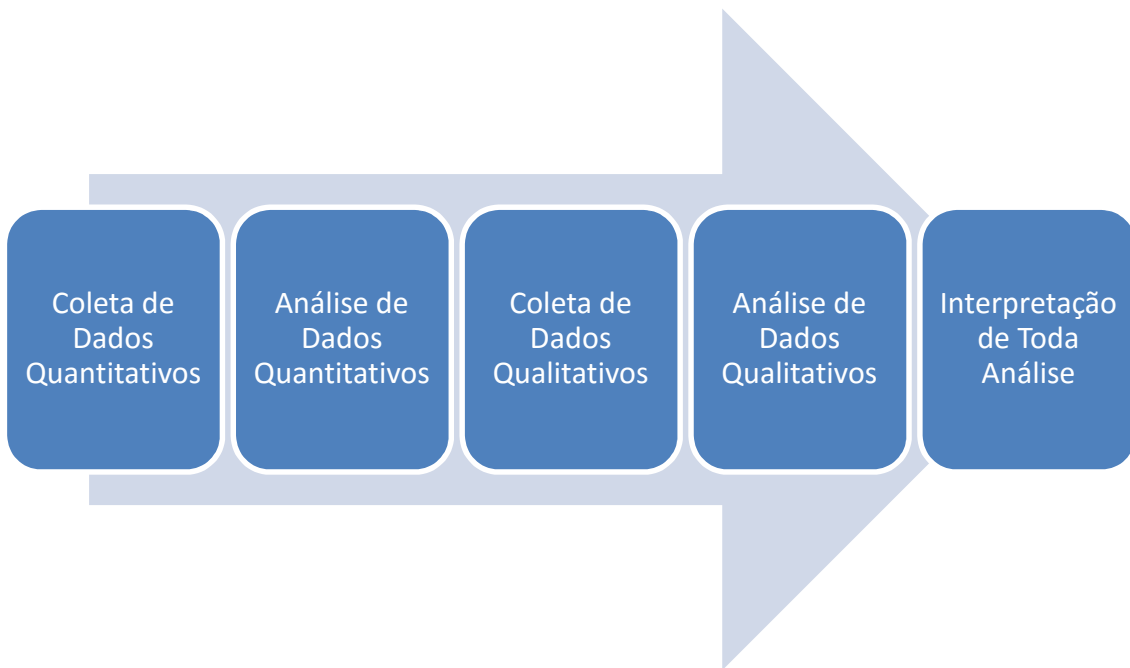 Coleta de
Dados
Quantitativos
Análise de
Dados
Quantitativos
Coleta de
Dados
Qualitativos
Análise de
Dados
Qualitativos
Interpretação
de Toda
Análise